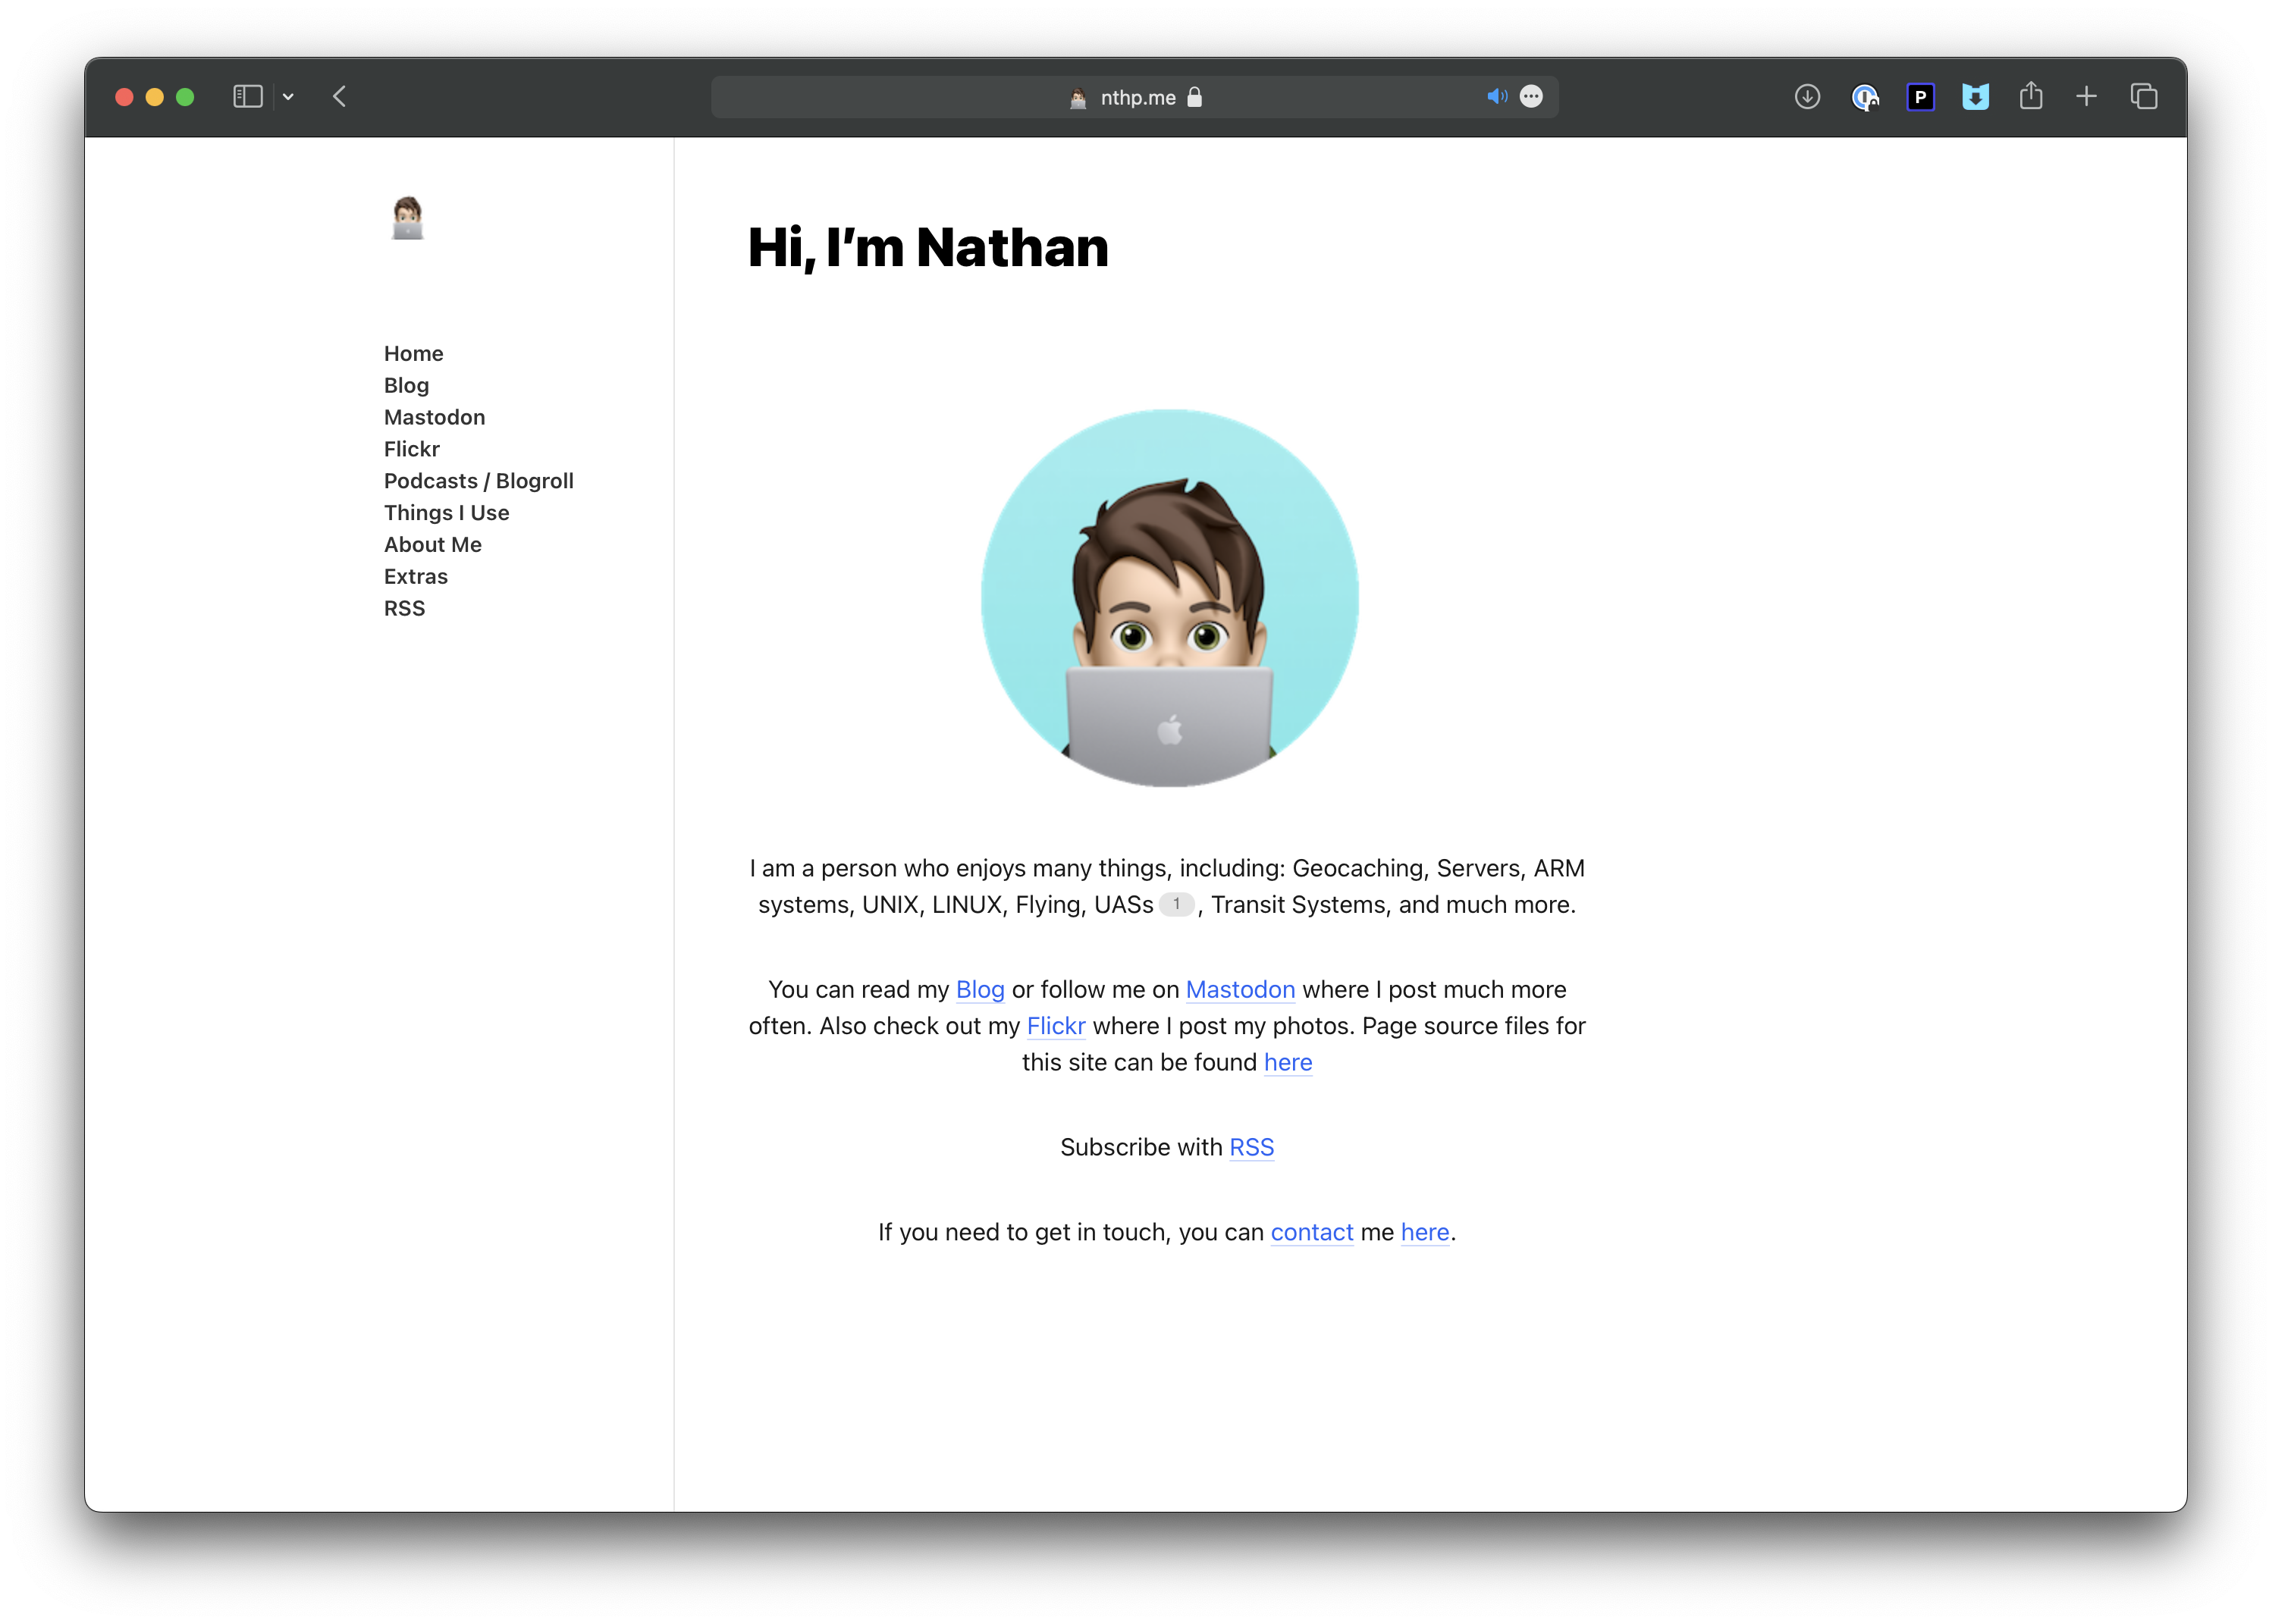 nthp.me
P
Home
Blog
Mastodon
Flickr
Podcasts / Blogroll
Things I Use
About Me
Extras
RSS
Hi, I’m Nathan
I am a person who enjoys many things, including: Geocaching, Servers, ARM
systems, UNIX, LINUX, Flying, UASs 1 , Transit Systems, and much more.
You can read my Blog or follow me on Mastodon where I post much more
often. Also check out my Flickr where I post my photos. Page source files for
this site can be found here
Subscribe with RSS
If you need to get in touch, you can contact me here.